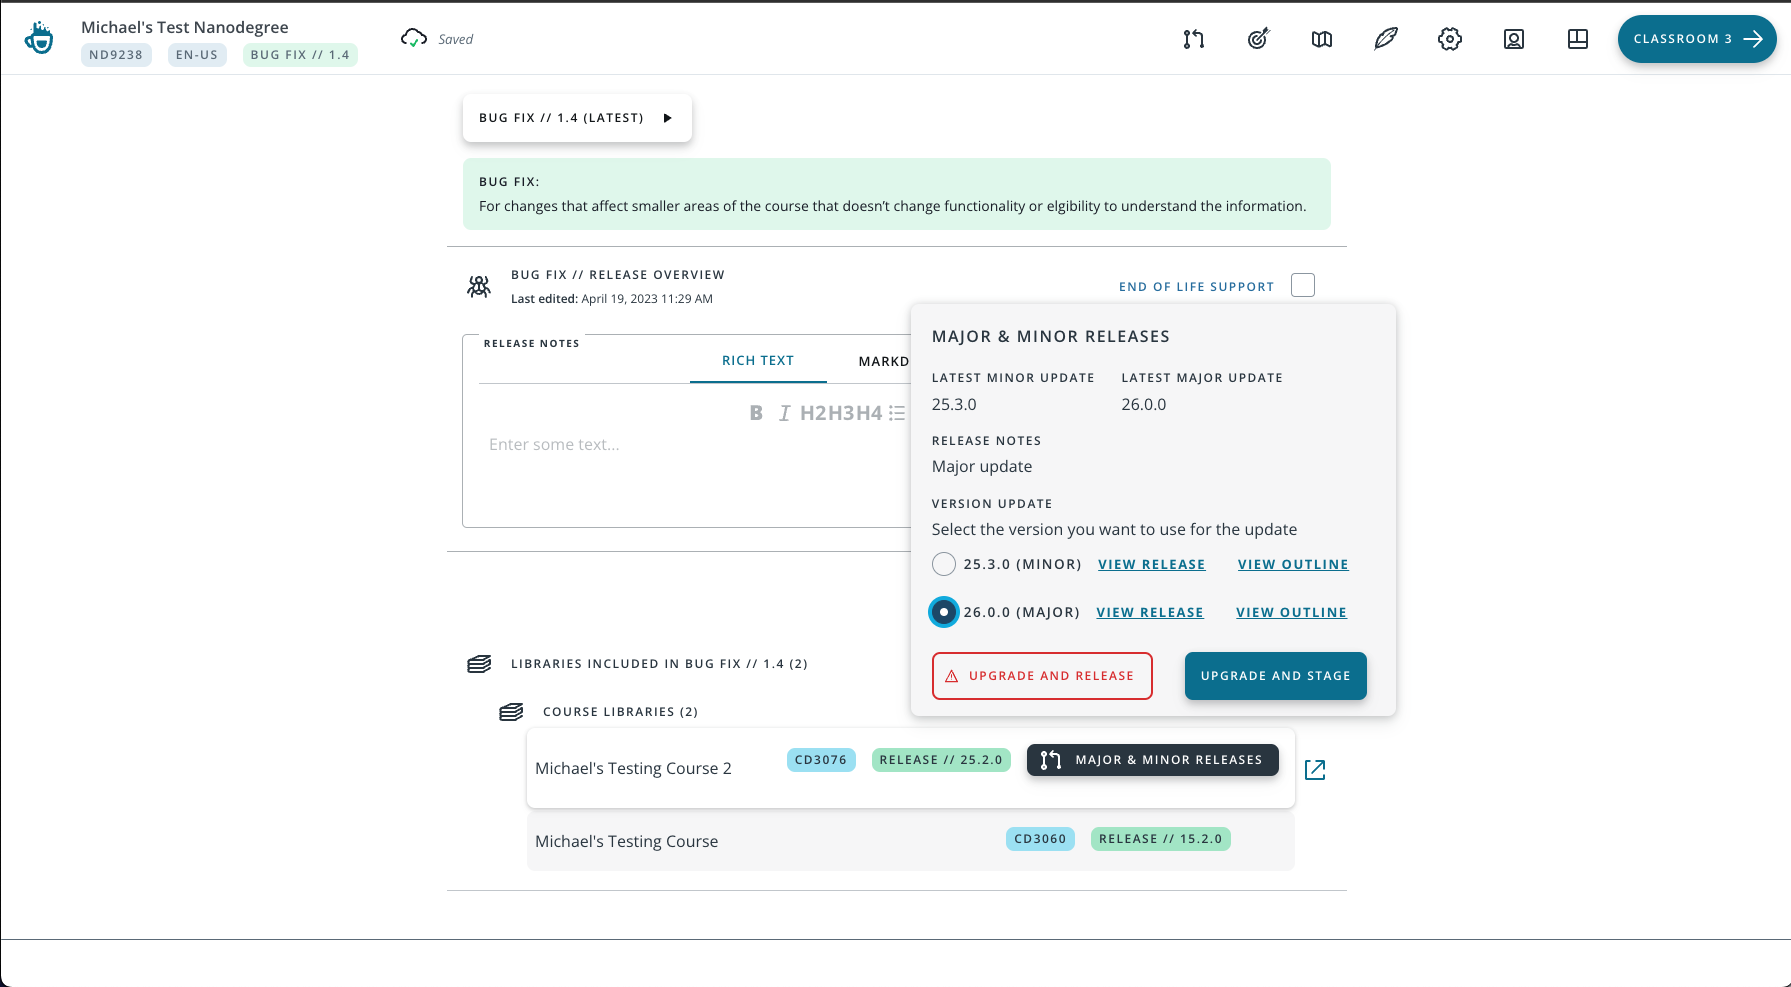 Michael's Test Nanodegree
ND9238 EN-US BUG FIX // 1.4
Saved
CLASSROOM 3
BUG FIX // 1.4 (LATEST)
BUG FIX:
For changes that affect smaller areas of the course that doesn't change functionality or elgibility to understand the information.
BUG FIX // RELEASE OVERVIEW
Last edited: April 19, 2023 11:29 AM
END OF LIFE SUPPORT
RELEASE NOTES
RICH TEXT MARKD
B I H2H3H4
Enter some text...
MAJOR & MINOR RELEASES
LATEST MINOR UPDATE LATEST MAJOR UPDATE
25.3.0 26.0.0
RELEASE NOTES
Major update
VERSION UPDATE
Select the version you want to use for the update
25.3.0 (MINOR) VIEW RELEASE VIEW OUTLINE
26.0.0 (MAJOR) VIEW RELEASE VIEW OUTLINE
UPGRADE AND RELEASE UPGRADE AND STAGE
LIBRARIES INCLUDED IN BUG FIX // 1.4 (2)
COURSE LIBRARIES (2)
Michael's Testing Course 2 CD3076 RELEASE // 25.2.0 MAJOR & MINOR RELEASES
Michael's Testing Course CD3060 RELEASE // 15.2.0